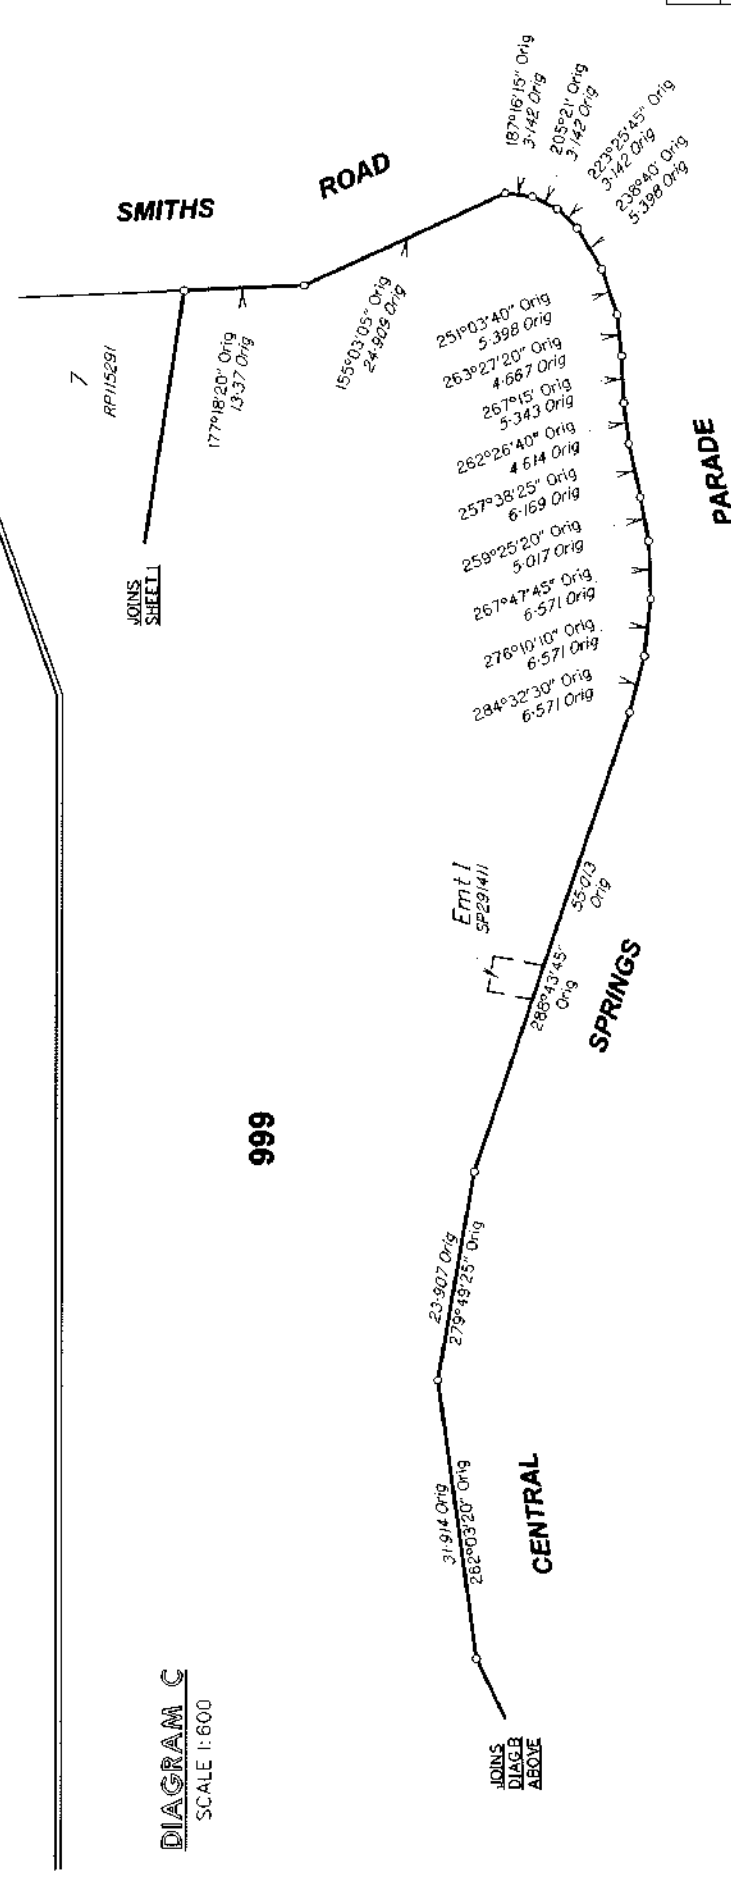 SMITHS
ROAD
187°16'15" Orig
3·142 Orig
205°21' Orig
3·142 Orig
223°25'45" Orig
3·142 Orig
238°40' Orig
5·398 Orig
7
RP115291
177°18'20" Orig
13·37 Orig
155°03'05" Orig
24·909 Orig
251°03'40" Orig
5·398 Orig
263°27'20" Orig
4·667 Orig
267°15' Orig
5·343 Orig
262°26'40" Orig
4·614 Orig
257°38'25" Orig
6·169 Orig
259°25'20" Orig
5·017 Orig
267°47'45" Orig
6·571 Orig
276°10'10" Orig
6·571 Orig
284°32'30" Orig
6·571 Orig
PARADE
JOINS
SHEET 1
Emt 1
SP291411
55·013
Orig
288°43'45"
Orig
SPRINGS
999
23·907 Orig
279°49'25" Orig
31·914 Orig
262°03'20" Orig
CENTRAL
DIAGRAM C
SCALE 1:600
JOINS
DIAG.B
ABOVE